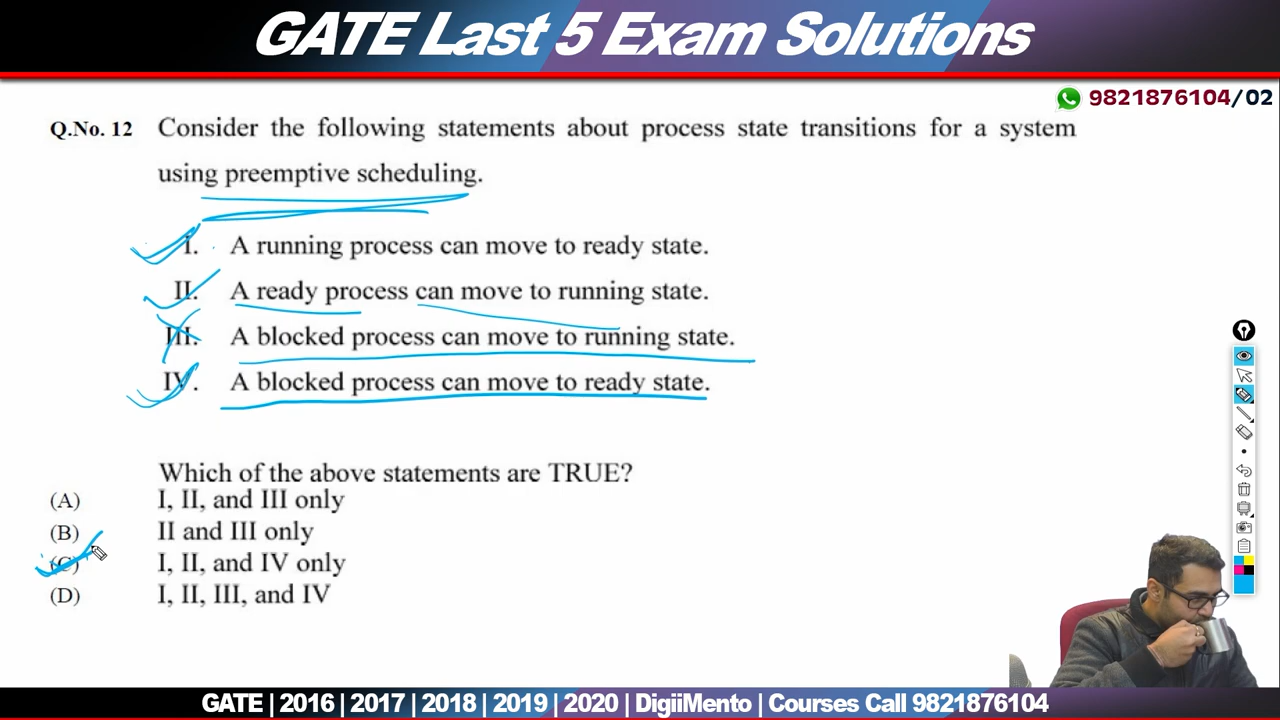 GATE Last 5 Exam Solutions
9821876104/02
Q.No. 12 Consider the following statements about process state transitions for a system
using preemptive scheduling.
I. A running process can move to ready state.
II. A ready process can move to running state.
III. A blocked process can move to running state.
IV. A blocked process can move to ready state.
Which of the above statements are TRUE?
(A) I, II, and III only
(B) II and III only
(C) I, II, and IV only
(D) I, II, III, and IV
GATE | 2016 | 2017 | 2018 | 2019 | 2020 | DigiiMento | Courses Call 9821876104